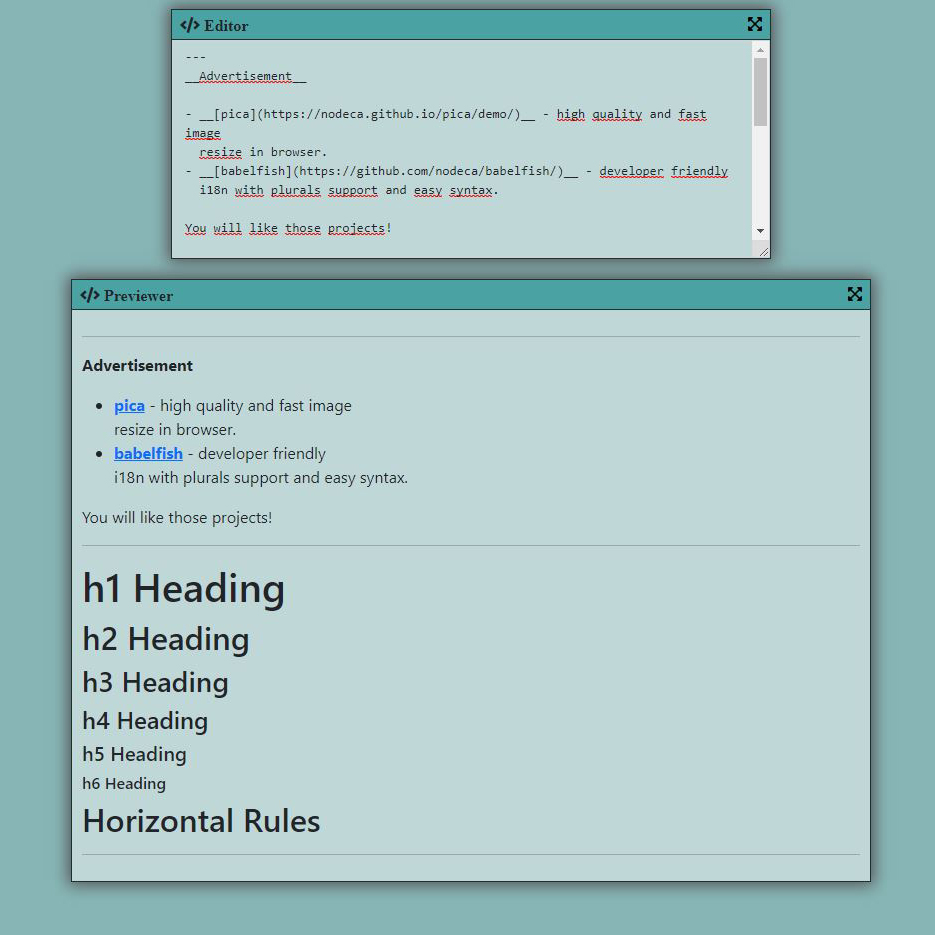 </> Editor
---
__Advertisement__
- __[pica](https://nodeca.github.io/pica/demo/)__ - high quality and fast
image
resize in browser.
- __[babelfish](https://github.com/nodeca/babelfish/)__ - developer friendly
i18n with plurals support and easy syntax.
You will like those projects!
</> Previewer
Advertisement
• pica - high quality and fast image
resize in browser.
• babelfish - developer friendly
i18n with plurals support and easy syntax.
You will like those projects!
h1 Heading
h2 Heading
h3 Heading
h4 Heading
h5 Heading
h6 Heading
Horizontal Rules